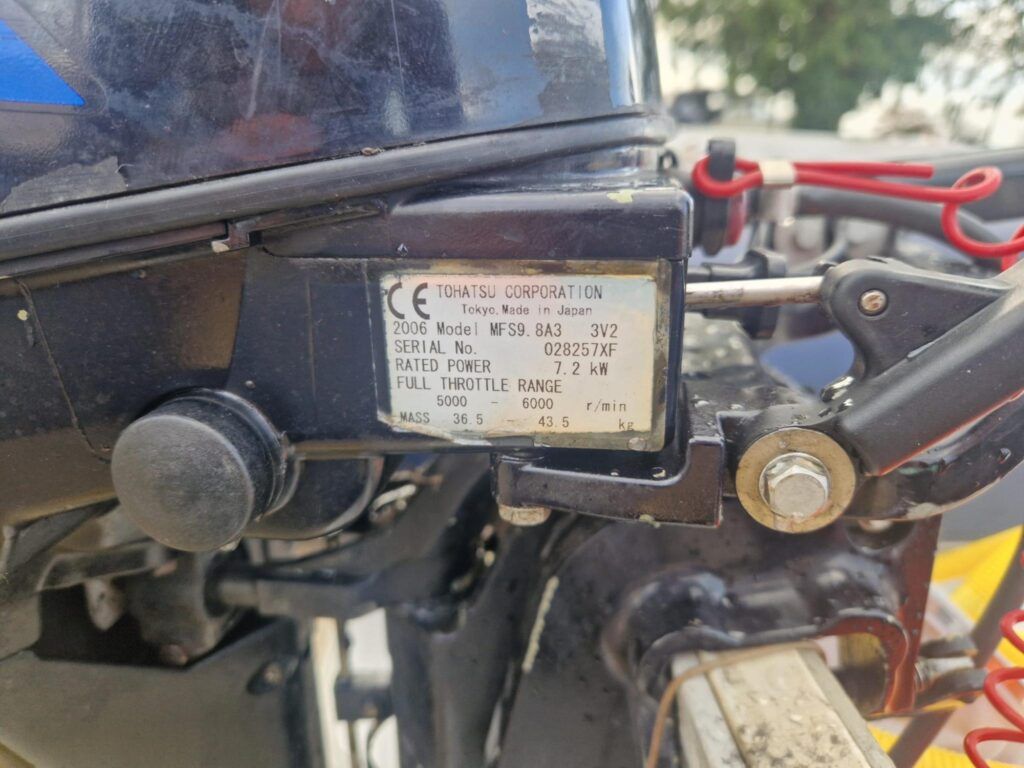 CE TOHATSU CORPORATION
Tokyo. Made in Japan
2006 Model MFS9.8A3 3V2
SERIAL No. 028257XF
RATED POWER 7.2 kW
FULL THROTTLE RANGE
5000 - 6000 r/min
MASS 36.5 - 43.5 kg